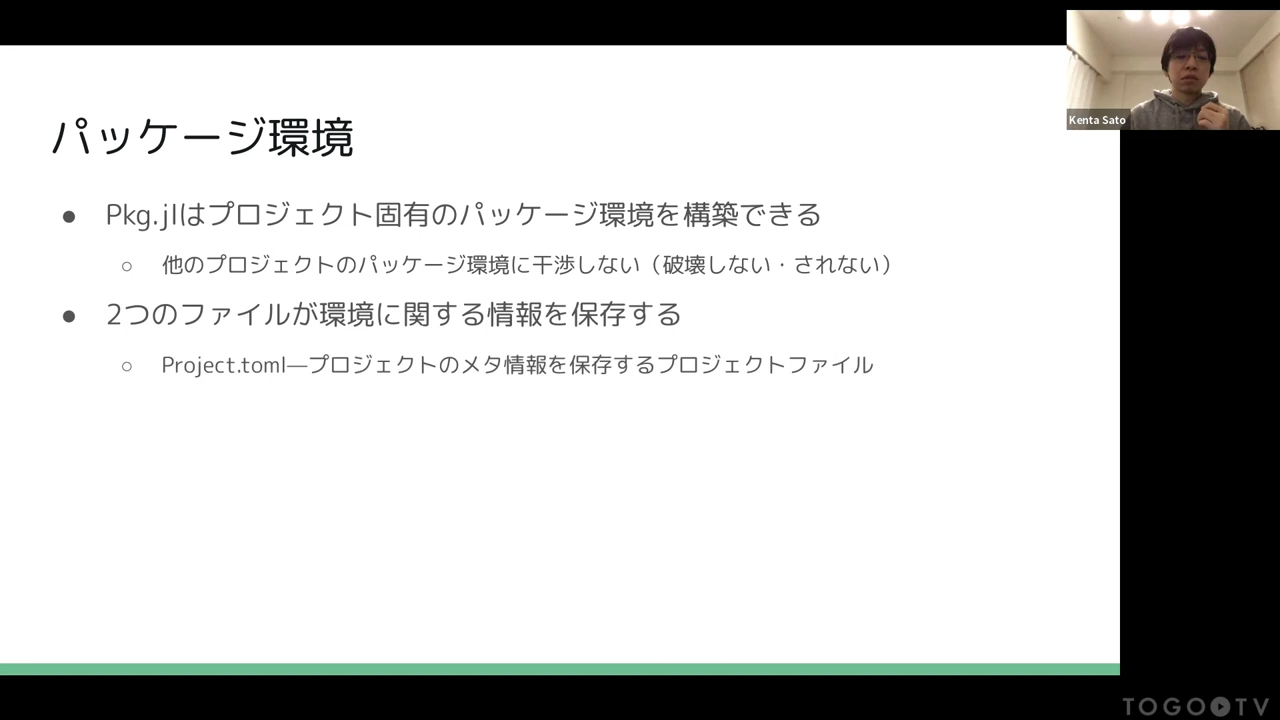 パッケージ環境
● Pkg.jlはプロジェクト固有のパッケージ環境を構築できる
○ 他のプロジェクトのパッケージ環境に干渉しない（破壊しない・されない）
● 2つのファイルが環境に関する情報を保存する
○ Project.toml—プロジェクトのメタ情報を保存するプロジェクトファイル
Kenta Sato
TOGO TV